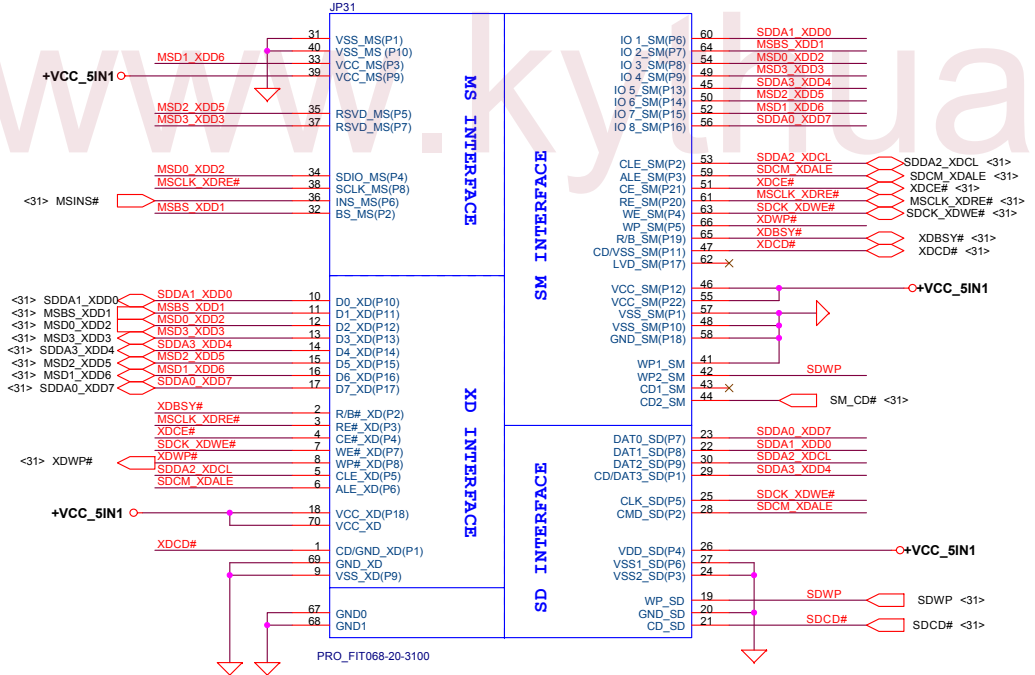 JP31
www.kythua
MS INTERFACE
31 VSS_MS(P1)
40 VSS_MS (P10)
MSD1_XDD6 33 VCC_MS(P3)
+VCC_5IN1 39 VCC_MS(P9)
MSD2_XDD5 35 RSVD_MS(P5)
MSD3_XDD3 37 RSVD_MS(P7)
MSD0_XDD2 34 SDIO_MS(P4)
MSCLK_XDRE# 38 SCLK_MS(P8)
<31> MSINS# 36 INS_MS(P6)
MSBS_XDD1 32 BS_MS(P2)
XD INTERFACE
<31> SDDA1_XDD0 SDDA1_XDD0 10 D0_XD(P10)
<31> MSBS_XDD1 MSBS_XDD1 11 D1_XD(P11)
<31> MSD0_XDD2 MSD0_XDD2 12 D2_XD(P12)
<31> MSD3_XDD3 MSD3_XDD3 13 D3_XD(P13)
<31> SDDA3_XDD4 SDDA3_XDD4 14 D4_XD(P14)
<31> MSD2_XDD5 MSD2_XDD5 15 D5_XD(P15)
<31> MSD1_XDD6 MSD1_XDD6 16 D6_XD(P16)
<31> SDDA0_XDD7 SDDA0_XDD7 17 D7_XD(P17)
XDBSY# 2 R/B#_XD(P2)
MSCLK_XDRE# 3 RE#_XD(P3)
XDCE# 4 CE#_XD(P4)
SDCK_XDWE# 7 WE#_XD(P7)
<31> XDWP# XDWP# 8 WP#_XD(P8)
SDDA2_XDCL 5 CLE_XD(P5)
SDCM_XDALE 6 ALE_XD(P6)
+VCC_5IN1 18 VCC_XD(P18)
70 VCC_XD
XDCD# 1 CD/GND_XD(P1)
69 GND_XD
9 VSS_XD(P9)
67 GND0
68 GND1
PRO_FIT068-20-3100
SM INTERFACE
IO 1_SM(P6) 60 SDDA1_XDD0
IO 2_SM(P7) 64 MSBS_XDD1
IO 3_SM(P8) 54 MSD0_XDD2
IO 4_SM(P9) 49 MSD3_XDD3
IO 5_SM(P13) 45 SDDA3_XDD4
IO 6_SM(P14) 50 MSD2_XDD5
IO 7_SM(P15) 52 MSD1_XDD6
IO 8_SM(P16) 56 SDDA0_XDD7
CLE_SM(P2) 53 SDDA2_XDCL SDDA2_XDCL <31>
ALE_SM(P3) 59 SDCM_XDALE SDCM_XDALE <31>
CE_SM(P21) 51 XDCE# XDCE# <31>
RE_SM(P20) 61 MSCLK_XDRE# MSCLK_XDRE# <31>
WE_SM(P4) 63 SDCK_XDWE# SDCK_XDWE# <31>
WP_SM(P5) 66 XDWP#
R/B_SM(P19) 65 XDBSY# XDBSY# <31>
CD/VSS_SM(P11) 47 XDCD# XDCD# <31>
LVD_SM(P17) 62
VCC_SM(P12) 46 +VCC_5IN1
VCC_SM(P22) 55
VSS_SM(P1) 57
VSS_SM(P10) 48
GND_SM(P18) 58
WP1_SM 41
WP2_SM 42 SDWP
CD1_SM 43
CD2_SM 44 SM_CD# <31>
SD INTERFACE
DAT0_SD(P7) 23 SDDA0_XDD7
DAT1_SD(P8) 22 SDDA1_XDD0
DAT2_SD(P9) 30 SDDA2_XDCL
CD/DAT3_SD(P1) 29 SDDA3_XDD4
CLK_SD(P5) 25 SDCK_XDWE#
CMD_SD(P2) 28 SDCM_XDALE
VDD_SD(P4) 26 +VCC_5IN1
VSS1_SD(P6) 27
VSS2_SD(P3) 24
WP_SD 19 SDWP SDWP <31>
GND_SD 20
CD_SD 21 SDCD# SDCD# <31>